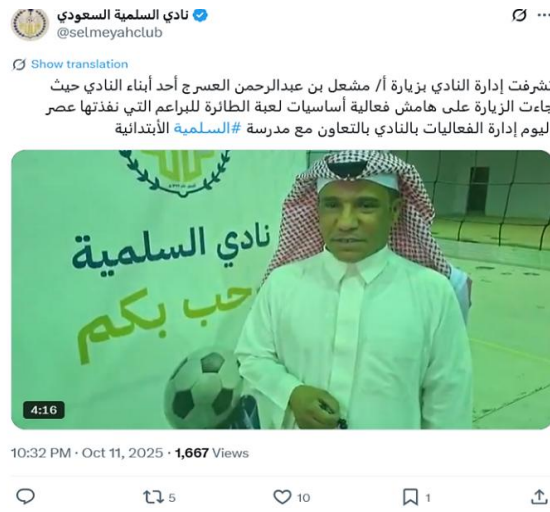 نادي السلمية السعودي
@selmeyahclub
Show translation
تشرفت إدارة النادي بزيارة أ/ مشعل بن عبدالرحمن العسرج أحد أبناء النادي حيث
جاءت الزيارة على هامش فعالية أساسيات لعبة الطائرة للبراعم التي نفذتها عصر
اليوم إدارة الفعاليات بالنادي بالتعاون مع مدرسة #السلمية الأبتدائية
نادي السلمية
حب بكم
4:16
10:32 PM · Oct 11, 2025 · 1,667 Views
5
10
1